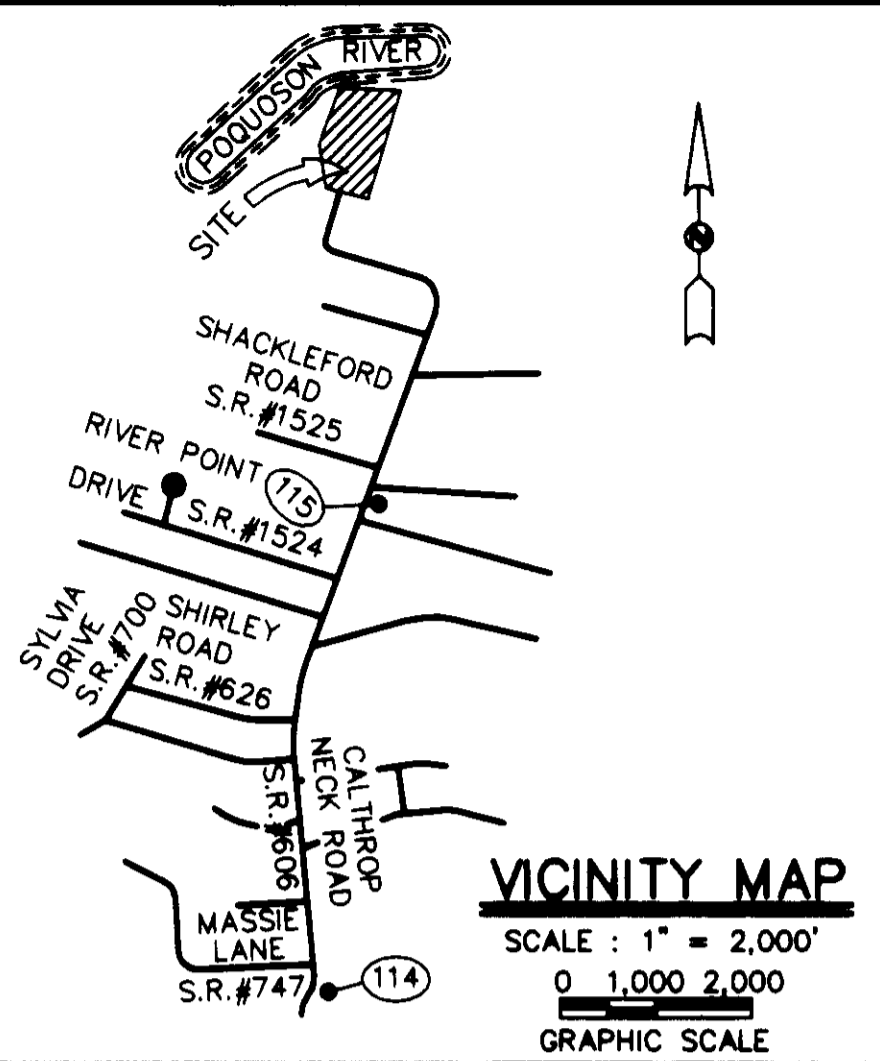 POQUOSON RIVER
SITE
N
SHACKLEFORD
ROAD
S.R. #1525
RIVER POINT
DRIVE
S.R. #1524
115
SYLVIA
DRIVE
S.R. #700
SHIRLEY
ROAD
S.R. #626
CALTHROP
NECK ROAD
S.R. #606
MASSIE
LANE
S.R. #747
114
VICINITY MAP
SCALE : 1" = 2,000'
0 1,000 2,000
GRAPHIC SCALE